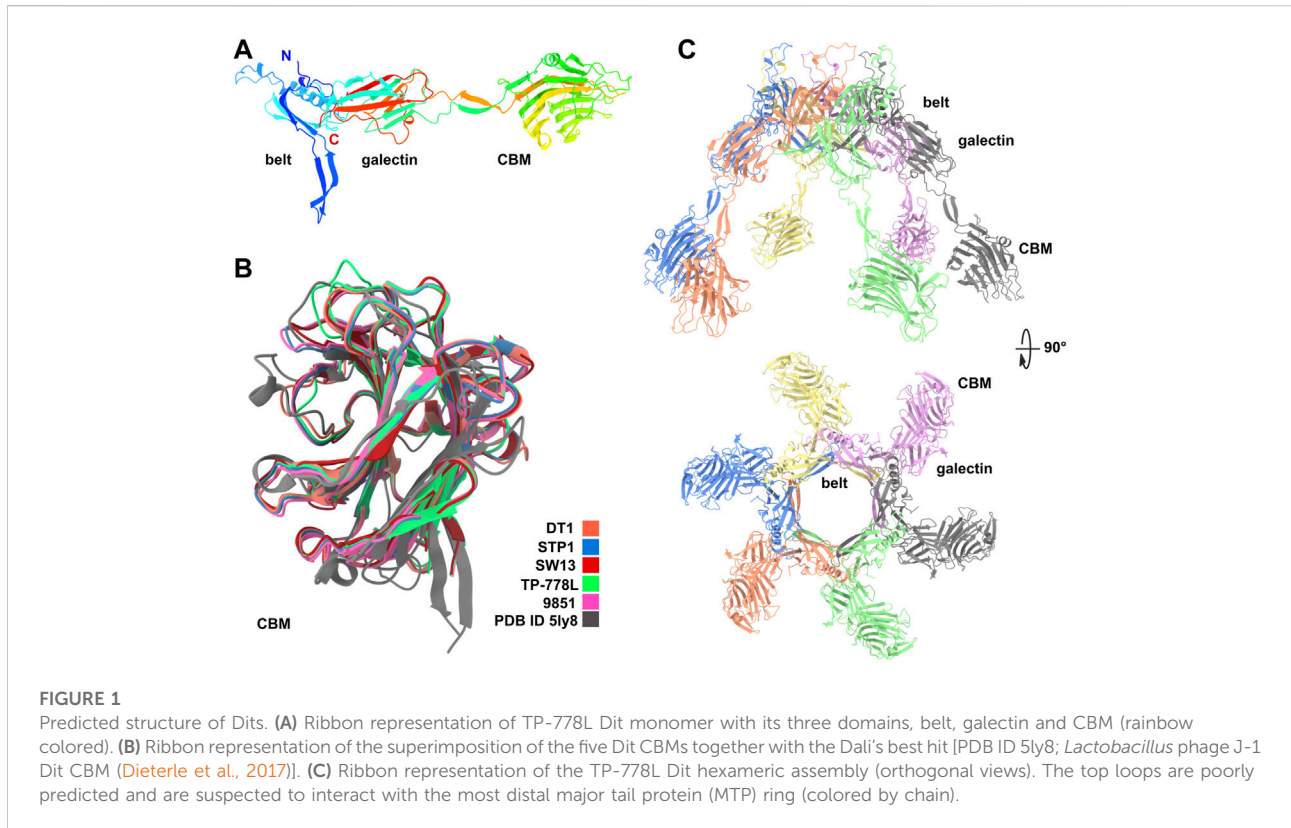 A
N
C
belt
galectin
CBM
B
DT1
STP1
SW13
TP-778L
9851
PDB ID 5ly8
CBM
C
belt
galectin
CBM
90°
CBM
galectin
belt
FIGURE 1
Predicted structure of Dits. (A) Ribbon representation of TP-778L Dit monomer with its three domains, belt, galectin and CBM (rainbow
colored). (B) Ribbon representation of the superimposition of the five Dit CBMs together with the Dali's best hit [PDB ID 5ly8; Lactobacillus phage J-1
Dit CBM (Dieterle et al., 2017)]. (C) Ribbon representation of the TP-778L Dit hexameric assembly (orthogonal views). The top loops are poorly
predicted and are suspected to interact with the most distal major tail protein (MTP) ring (colored by chain).